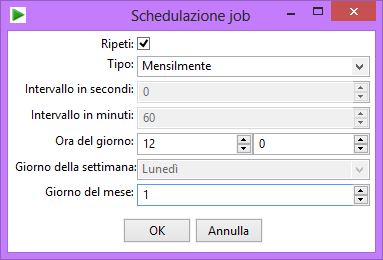 Schedulazione job
Ripeti:
Tipo: Mensilmente
Intervallo in secondi: 0
Intervallo in minuti: 60
Ora del giorno: 12 0
Giorno della settimana: Lunedì
Giorno del mese: 1
OK Annulla